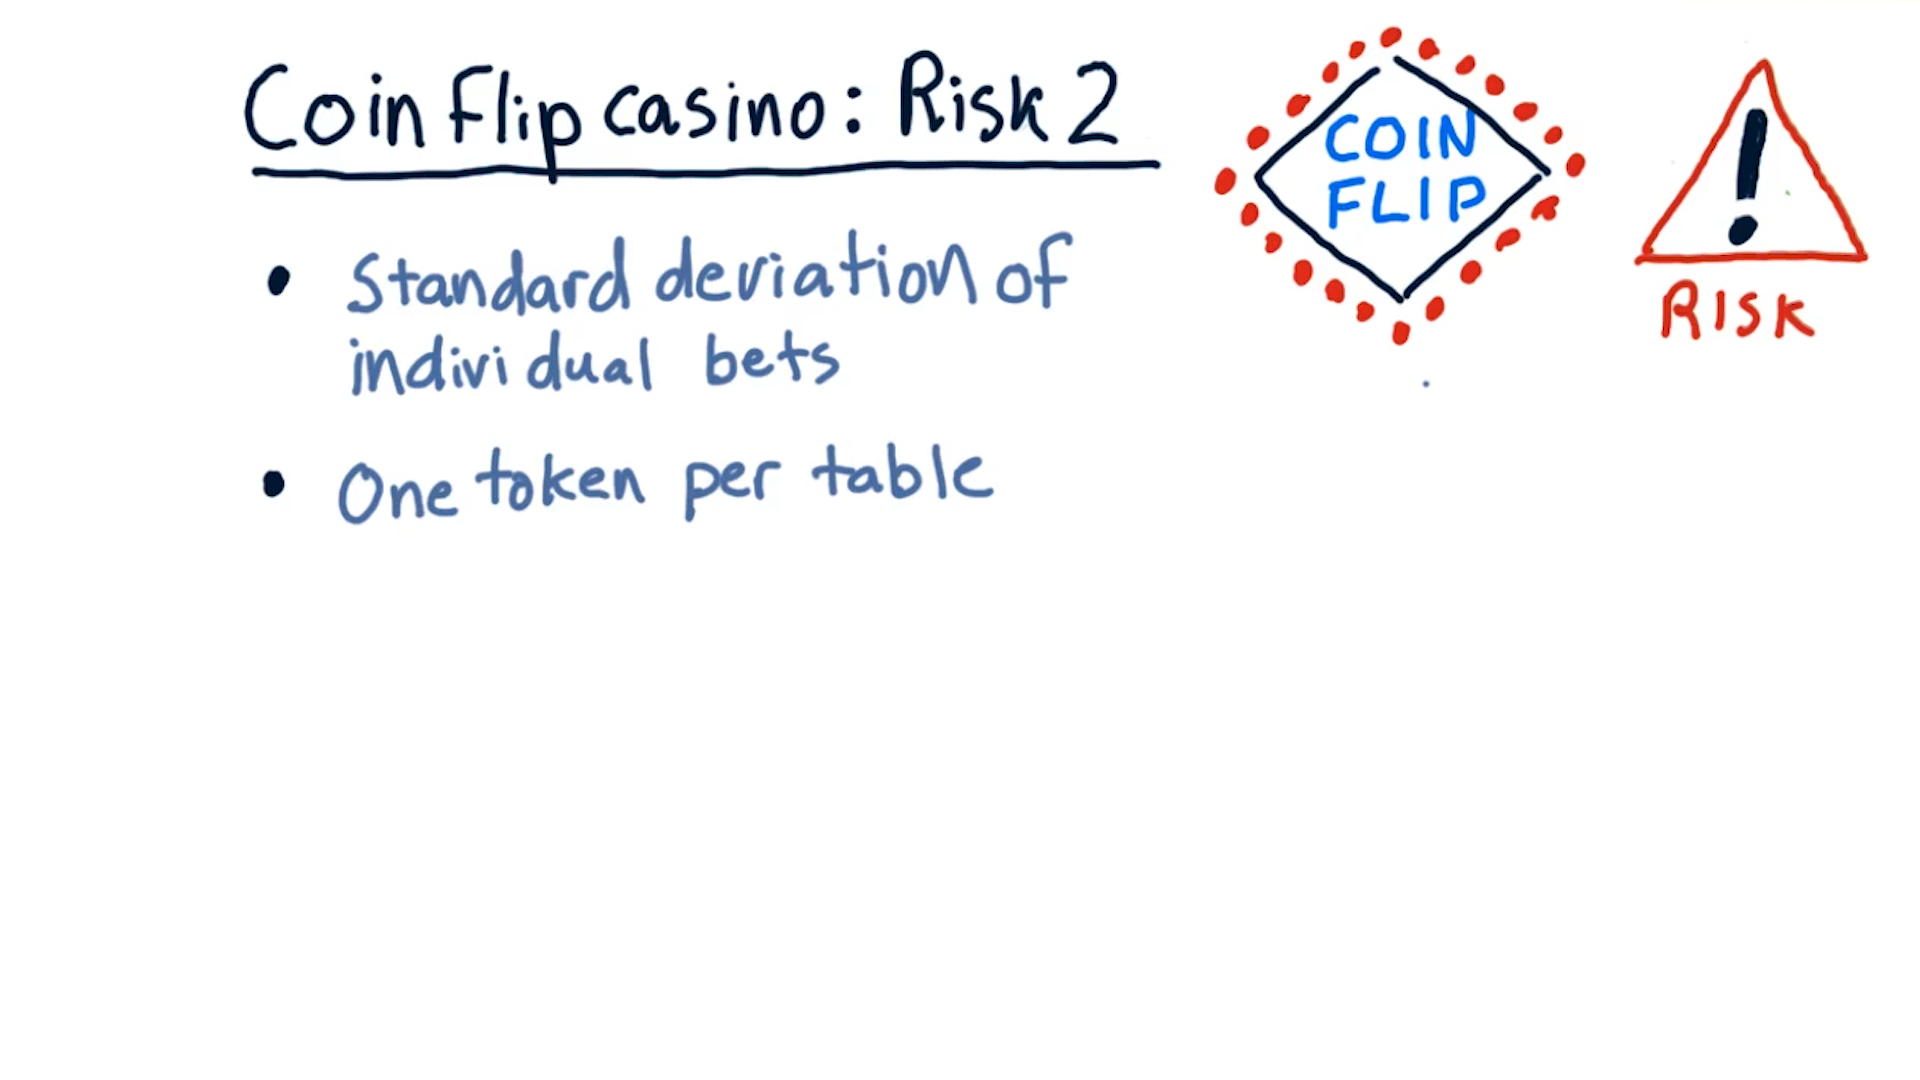 Coin Flip casino: Risk 2
COIN
FLIP
RISK
• Standard deviation of
individual bets
• One token per table